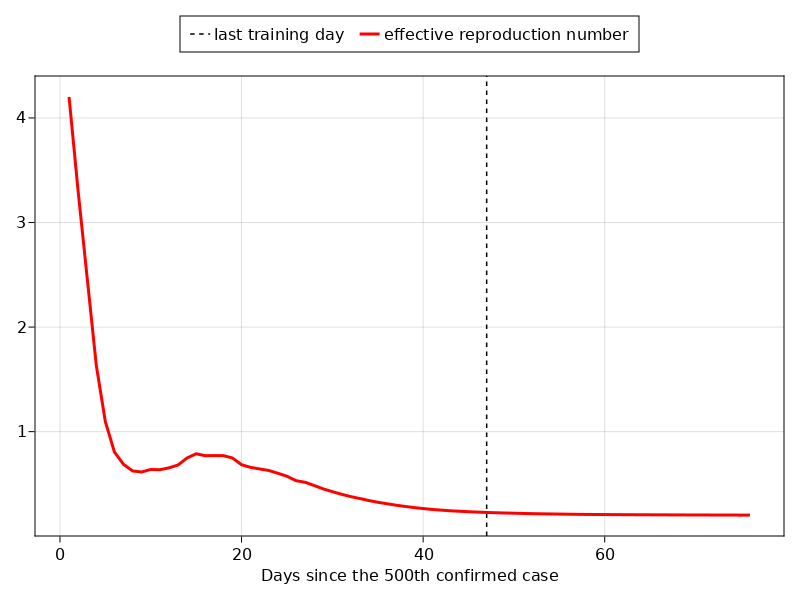 last training day effective reproduction number
4
3
2
1
0 20 40 60
Days since the 500th confirmed case